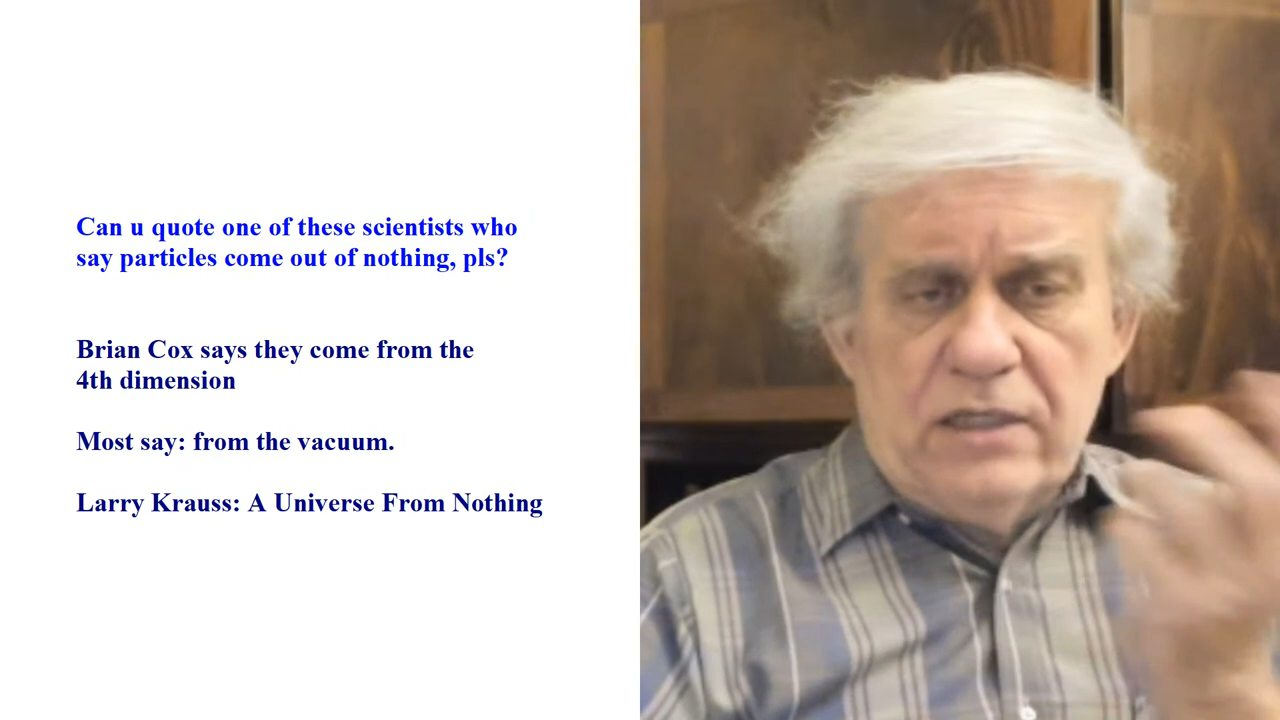 Can u quote one of these scientists who
say particles come out of nothing, pls?
Brian Cox says they come from the
4th dimension
Most say: from the vacuum.
Larry Krauss: A Universe From Nothing